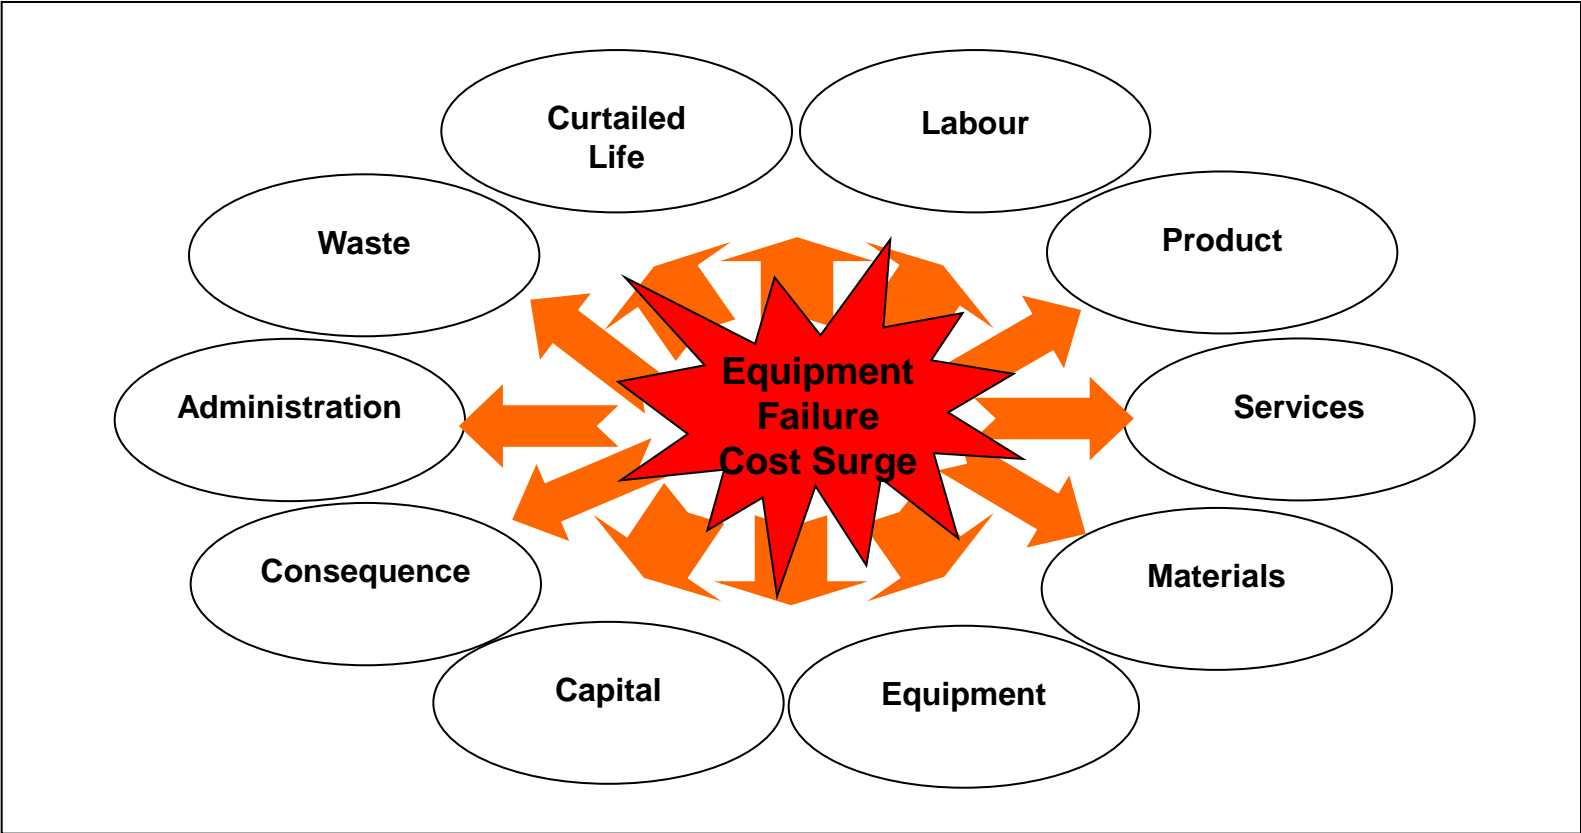 Curtailed
Life
Labour
Waste
Product
Equipment
Failure
Cost Surge
Administration
Services
Consequence
Materials
Capital
Equipment